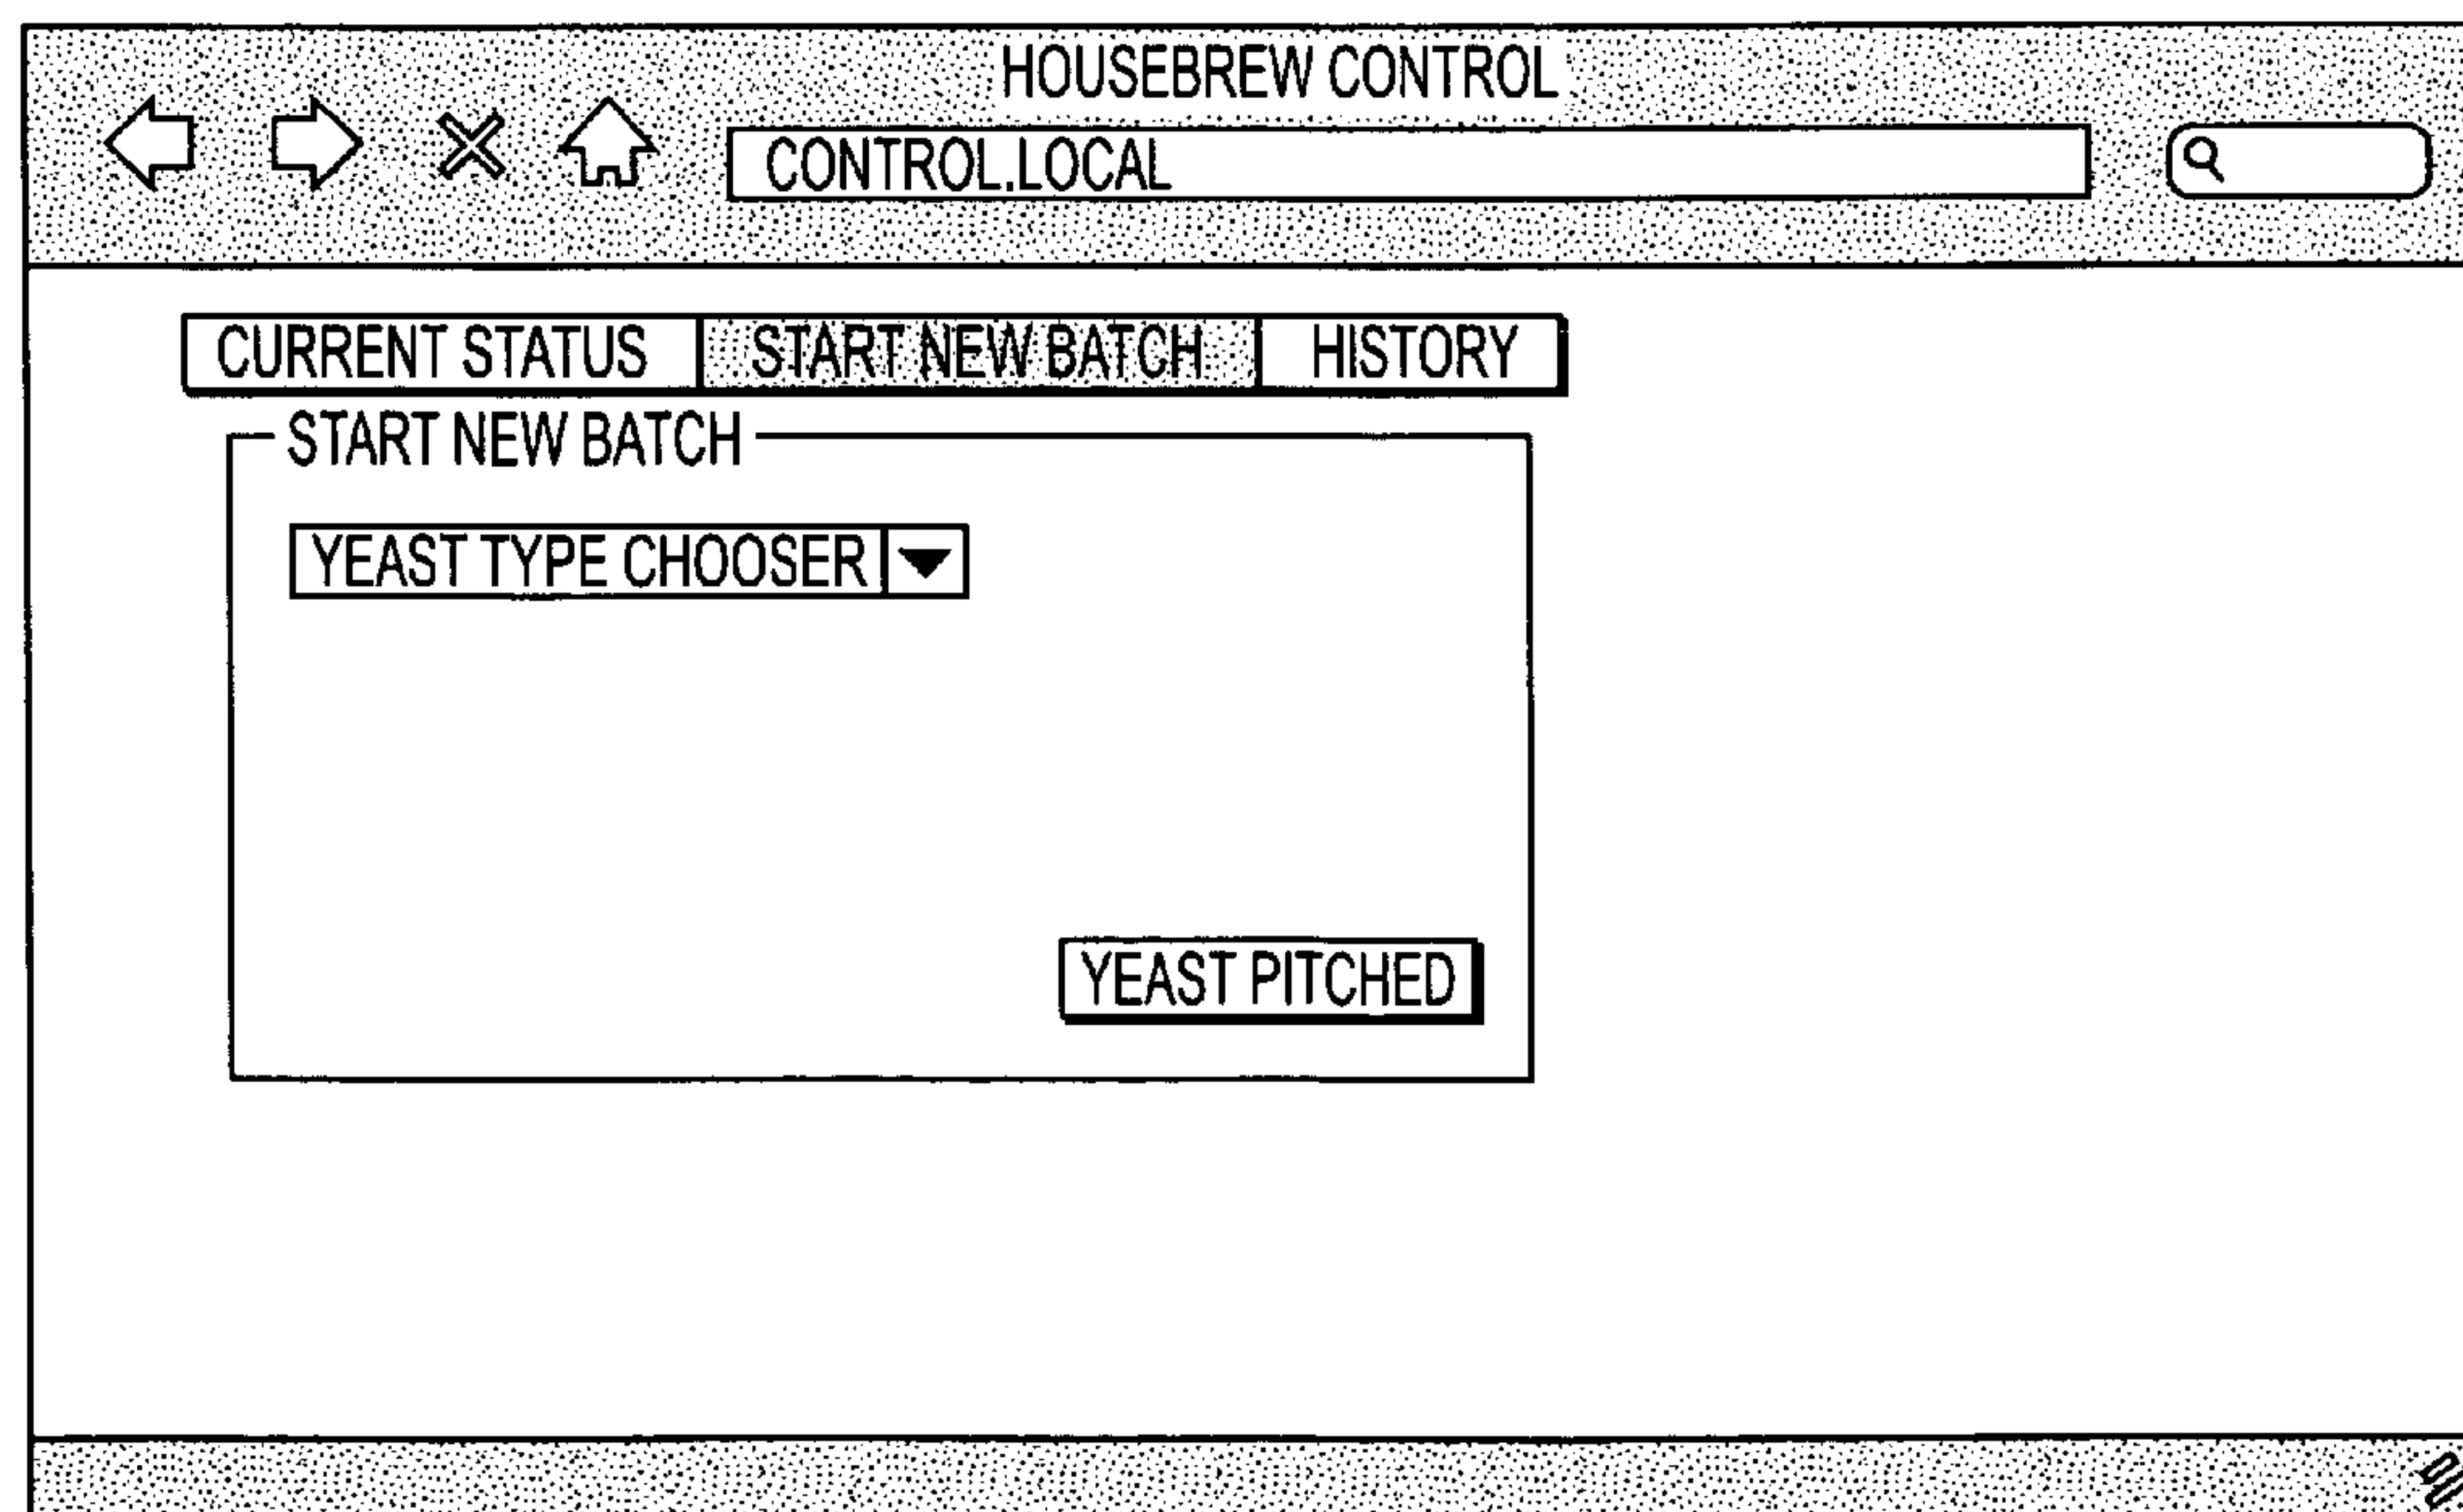 HOUSEBREW CONTROL
CONTROL.LOCAL
CURRENT STATUS START NEW BATCH HISTORY
START NEW BATCH
YEAST TYPE CHOOSER
YEAST PITCHED